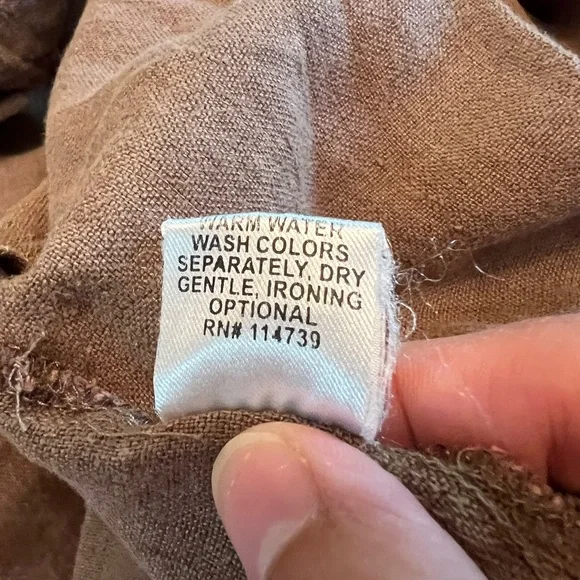 WARM WATER
WASH COLORS
SEPARATELY, DRY
GENTLE, IRONING
OPTIONAL
RN# 114739